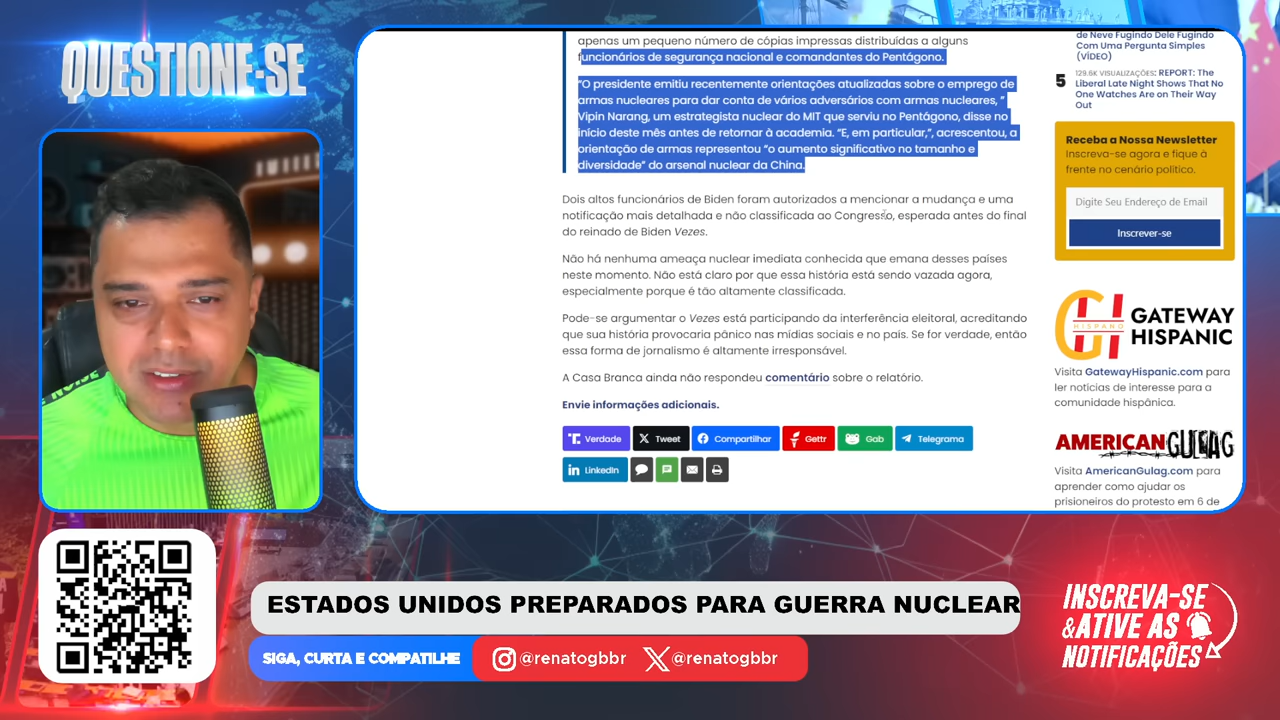 QUESTIONE-SE
apenas um pequeno número de cópias impressas distribuídas a alguns
funcionários de segurança nacional e comandantes do Pentágono.
"O presidente emitiu recentemente orientações atualizadas sobre o emprego de
armas nucleares para dar conta de vários adversários com armas nucleares, "
Vipin Narang, um estrategista nuclear do MIT que serviu no Pentágono, disse no
início deste mês antes de retornar à academia. "E, em particular,", acrescentou, a
orientação de armas representou "o aumento significativo no tamanho e
diversidade" do arsenal nuclear da China.
Dois altos funcionários de Biden foram autorizados a mencionar a mudança e uma
notificação mais detalhada e não classificada ao Congresso, esperada antes do final
do reinado de Biden Vezes.
Não há nenhuma ameaça nuclear imediata conhecida que emana desses países
neste momento. Não está claro por que essa história está sendo vazada agora,
especialmente porque é tão altamente classificada.
Pode-se argumentar o Vezes está participando da interferência eleitoral, acreditando
que sua história provocaria pânico nas mídias sociais e no país. Se for verdade, então
essa forma de jornalismo é altamente irresponsável.
A Casa Branca ainda não respondeu comentário sobre o relatório.
Envie informações adicionais.
Verdade
Tweet
Compartilhar
Gettr
Gab
Telegrama
LinkedIn
de Neve Fugindo Dele Fugindo
Com Uma Pergunta Simples
(VÍDEO)
5
129.6K VISUALIZAÇÕES: REPORT: The
Liberal Late Night Shows That No
One Watches Are on Their Way
Out
Receba a Nossa Newsletter
Inscreva-se agora e fique à
frente no cenário político.
Digite Seu Endereço de Email
Inscrever-se
GH
HISPANO
GATEWAY
HISPANIC
Visita GatewayHispanic.com para
ler notícias de interesse para a
comunidade hispânica.
AMERICAN GULAG
Visita AmericanGulag.com para
aprender como ajudar os
prisioneiros do protesto em 6 de
ESTADOS UNIDOS PREPARADOS PARA GUERRA NUCLEAR
SIGA, CURTA E COMPATILHE
@renatogbbr
@renatogbbr
INSCREVA-SE
&ATIVE AS
NOTIFICAÇÕES